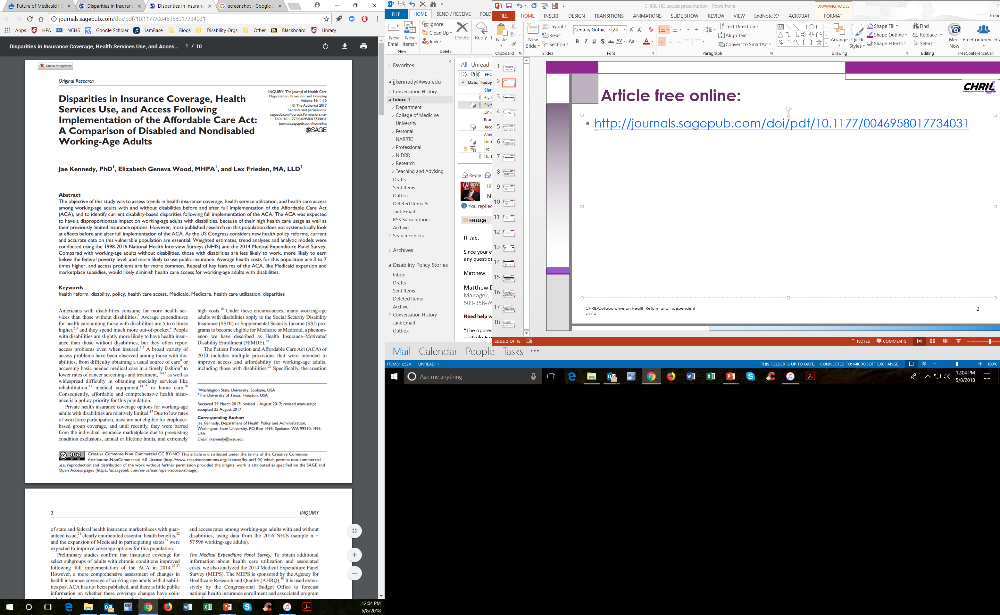 Future of Medicaid | C
Disparities in Insuranc
Disparities in Insuranc
screenshot - Google S
journals.sagepub.com/doi/pdf/10.1177/0046958017734031
Apps HPA NCHS Google Scholar JamBase Blogs Disability Orgs Other Blackboard Library
Disparities in Insurance Coverage, Health Services Use, and Acces... 1 / 10
Check for updates
Original Research
Disparities in Insurance Coverage, Health
Services Use, and Access Following
Implementation of the Affordable Care Act:
A Comparison of Disabled and Nondisabled
Working-Age Adults
INQUIRY: The Journal of Health Care
Organization, Provision, and Financing
Volume 54: 1–10
© The Author(s) 2017
Reprints and permissions:
sagepub.com/journalsPermissions.nav
DOI: 10.1177/0046958017734031
journals.sagepub.com/home/inq
SAGE
Jae Kennedy, PhD1, Elizabeth Geneva Wood, MHPA1, and Lex Frieden, MA, LLD2
Abstract
The objective of this study was to assess trends in health insurance coverage, health service utilization, and health care access
among working-age adults with and without disabilities before and after full implementation of the Affordable Care Act
(ACA), and to identify current disability-based disparities following full implementation of the ACA. The ACA was expected
to have a disproportionate impact on working-age adults with disabilities, because of their high health care usage as well as
their previously limited insurance options. However, most published research on this population does not systematically look
at effects before and after full implementation of the ACA. As the US Congress considers new health policy reforms, current
and accurate data on this vulnerable population are essential. Weighted estimates, trend analyses and analytic models were
conducted using the 1998-2016 National Health Interview Surveys (NHIS) and the 2014 Medical Expenditure Panel Survey.
Compared with working-age adults without disabilities, those with disabilities are less likely to work, more likely to earn
below the federal poverty level, and more likely to use public insurance. Average health costs for this population are 3 to 7
times higher, and access problems are far more common. Repeal of key features of the ACA, like Medicaid expansion and
marketplace subsidies, would likely diminish health care access for working-age adults with disabilities.
Keywords
health reform, disability, policy, health care access, Medicaid, Medicare, health care utilization, disparities
Americans with disabilities consume far more health ser-
vices than those without disabilities.1 Average expenditures
for health care among those with disabilities are 5 to 6 times
higher,2,3 and they spend much more out-of-pocket.4 People
with disabilities are slightly more likely to have health insur-
ance than those without disabilities, but they often report
access problems even when insured.5-7 A broad variety of
access problems have been observed among those with dis-
abilities, from difficulty obtaining a usual source of care8 or
accessing basic needed medical care in a timely fashion9 to
lower rates of cancer screenings and treatment,10-12 as well as
widespread difficulty in obtaining specialty services like
rehabilitation,13 medical equipment,14,15 or home care.16
Consequently, affordable and comprehensive health insur-
ance is a policy priority for this population.
Private health insurance coverage options for working-age
adults with disabilities are relatively limited.17 Due to low rates
of workforce participation, most are not eligible for employer-
based group coverage, and until recently, they were barred
from the individual insurance marketplace due to preexisting
condition exclusions, annual or lifetime limits, and extremely
high costs.18 Under these circumstances, many working-age
adults with disabilities apply to the Social Security Disability
Insurance (SSDI) or Supplemental Security Income (SSI) pro-
grams to become eligible for Medicare or Medicaid, a phenom-
enon we have described as Health Insurance–Motivated
Disability Enrollment (HIMDE).19
The Patient Protection and Affordable Care Act (ACA) of
2010 includes multiple provisions that were intended to
improve access and affordability for working-age adults,
including those with disabilities.20 Specifically, the creation
1Washington State University, Spokane, USA
2The University of Texas, Houston, USA
Received 29 March 2017; revised 1 August 2017; revised manuscript
accepted 25 August 2017
Corresponding Author:
Jae Kennedy, Department of Health Policy and Administration,
Washington State University, PO Box 1495, Spokane, WA 99210-1495,
USA.
Email: jjkennedy@wsu.edu
Creative Commons Non Commercial CC BY-NC: This article is distributed under the terms of the Creative Commons
Attribution-NonCommercial 4.0 License (http://www.creativecommons.org/licenses/by-nc/4.0/) which permits non-commercial
use, reproduction and distribution of the work without further permission provided the original work is attributed as specified on the SAGE and
Open Access pages (https://us.sagepub.com/en-us/nam/open-access-at-sage).
2 INQUIRY
of state and federal health insurance marketplaces with guar-
anteed issue,21 clearly enumerated essential health benefits,22
and the expansion of Medicaid in participating states23 were
expected to improve coverage options for this population.
Preliminary studies confirm that insurance coverage for
select subgroups of adults with chronic conditions improved
following full implementation of the ACA in 2014.24-27
However, a more comprehensive assessment of changes in
health insurance coverage of working-age adults with disabili-
ties post ACA has not been published, and there is little public
information on whether these coverage changes have coin-
and access rates among working-age adults with and without
disabilities, using data from the 2016 NHIS (sample n =
57 596 working-age adults).
The Medical Expenditure Panel Survey. To obtain additional
information about health care utilization and associated
costs, we also analyzed the 2014 Medical Expenditure Panel
Survey (MEPS). The MEPS is sponsored by the Agency for
Healthcare Research and Quality (AHRQ).30 It is used exten-
sively by the Congressional Budget Office to forecast
national health insurance enrollment and associated program
12:04 PM
5/8/2018
FILE HOME SEND / RECEIVE FOLD
New Email
New Items
Ignore
Clean Up
Junk
Delete
Reply
New Delete
Favorites
jjkennedy@wsu.edu
Conversation History
Inbox 1
Department
College of Medicine
University
Personal
NARRTC
Professional
NIDRR
Research
Teaching and Advising
Drafts
Sent Items
Outbox
Deleted Items 5
Junk Email
RSS Subscriptions
Archive
Search Folders
Archives
Disability Policy Stories
Inbox
Drafts
Sent Items
Deleted Items
Archive
Conversation History
Junk Email
Outbox
All Unread
FRO
Date: Today
Sha
Blyt
Blyt
Link
Brar
Jaco
Ame
Hab
Roll
Durf
Reply
Bl
N
You replied
Message
Hi Jae,
Since your e
any question
Matthew
Matthew D
Manager,
509-358-76
Need help w
“The oppres
— Paulo Fre
Mail Calendar People Tasks
ITEMS: 1,524 UNREAD: 1
THIS FOLDER IS UP TO DATE. CONNECTED TO: MICROSOFT EXCHANGE 100%
CHRIL HC access presentation - PowerPoint
DRAWING TOOLS
FILE HOME INSERT DESIGN TRANSITIONS ANIMATIONS SLIDE SHOW REVIEW VIEW EndNote X7 ACROBAT FORMAT Kenn
Paste
New Slide
Layout
Reset
Section
Century Gothic 24
Text Direction
Align Text
Convert to SmartArt
Arrange
Quick Styles
Shape Fill
Shape Outline
Shape Effects
Find
Replace
Select
Meet Now
FreeConferenceCa
Clipboard Slides Font Paragraph Drawing Editing FreeConferenceCall
1
2
3
4
5
6
7
8
9
10
11
12
13
14
15
16
17
18
CHRIL
Article free online:
http://journals.sagepub.com/doi/pdf/10.1177/0046958017734031
CHRIL-Collaborative on Health Reform and Independent
Living
2
SLIDE 2 OF 18 NOTES COMMENTS
Ask me anything
12:04 PM
5/8/2018